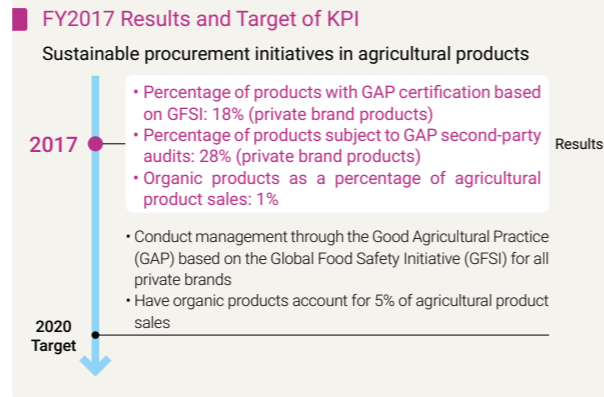 FY2017 Results and Target of KPI
Sustainable procurement initiatives in agricultural products
• Percentage of products with GAP certification based
on GFSI: 18% (private brand products)
2017
• Percentage of products subject to GAP second-party
audits: 28% (private brand products)
Results
• Organic products as a percentage of agricultural
product sales: 1%
• Conduct management through the Good Agricultural Practice
(GAP) based on the Global Food Safety Initiative (GFSI) for all
private brands
• Have organic products account for 5% of agricultural product
sales
2020
Target